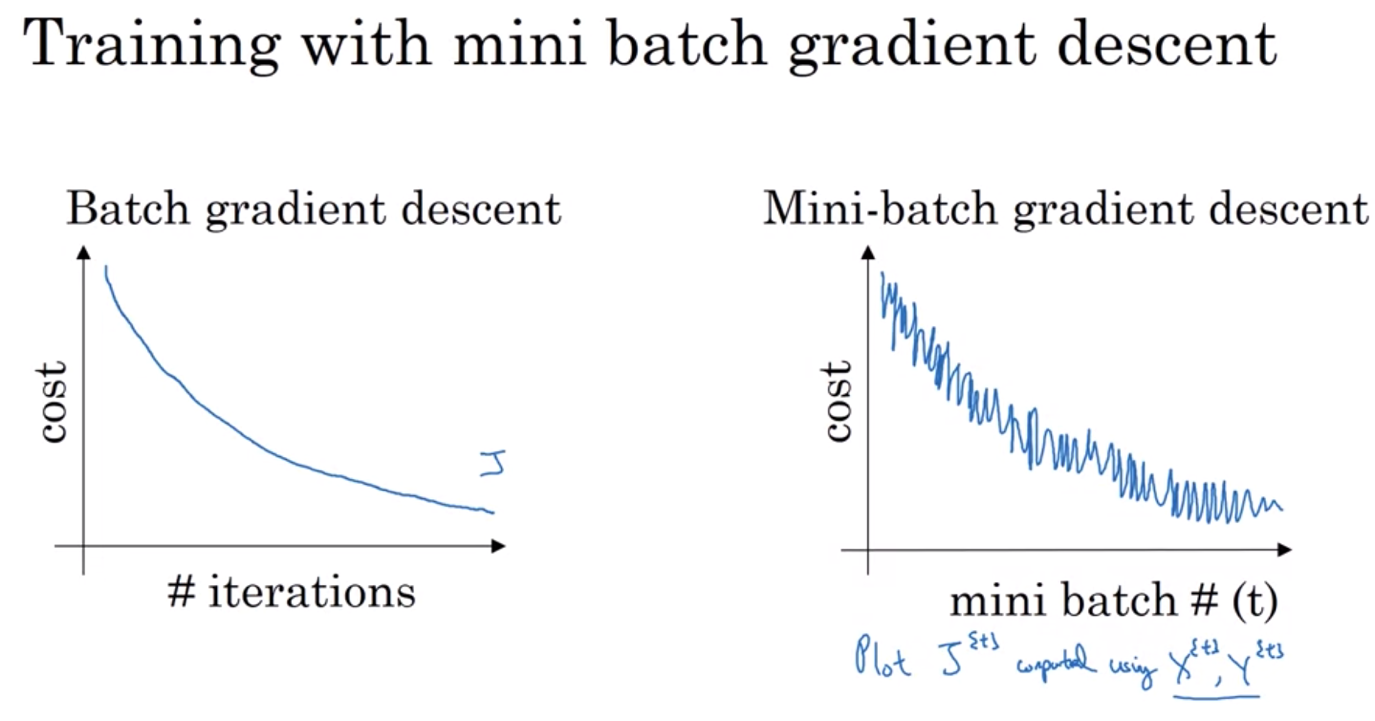 Training with mini batch gradient descent
Batch gradient descent
cost
J
# iterations
Mini-batch gradient descent
cost
mini batch # (t)
Plot J^{t} computed using X^{t}, Y^{t}